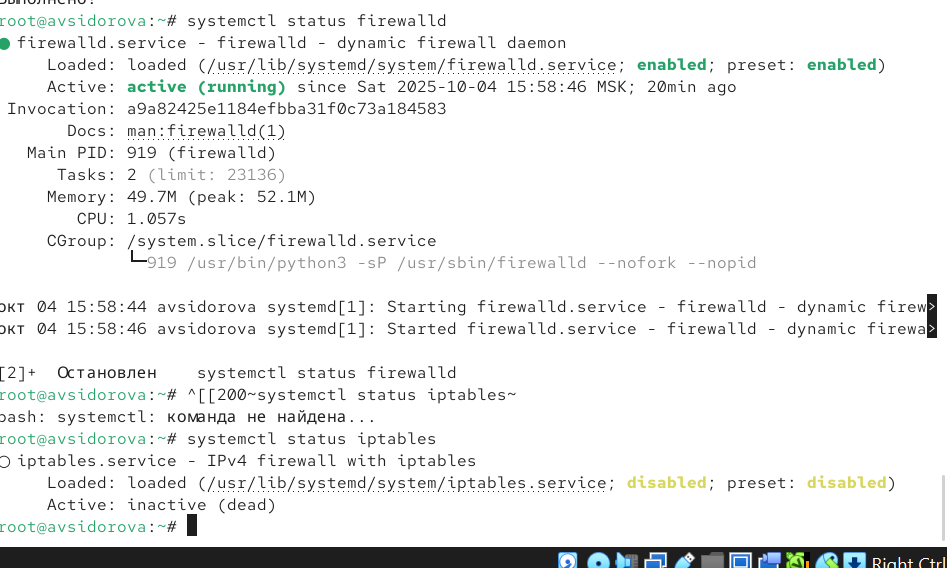 Выполнено!
root@avsidorova:~# systemctl status firewalld
● firewalld.service - firewalld - dynamic firewall daemon
     Loaded: loaded (/usr/lib/systemd/system/firewalld.service; enabled; preset: enabled)
     Active: active (running) since Sat 2025-10-04 15:58:46 MSK; 20min ago
 Invocation: a9a82425e1184efbba31f0c73a184583
       Docs: man:firewalld(1)
   Main PID: 919 (firewalld)
      Tasks: 2 (limit: 23136)
     Memory: 49.7M (peak: 52.1M)
        CPU: 1.057s
     CGroup: /system.slice/firewalld.service
             └─919 /usr/bin/python3 -sP /usr/sbin/firewalld --nofork --nopid
окт 04 15:58:44 avsidorova systemd[1]: Starting firewalld.service - firewalld - dynamic firew>
окт 04 15:58:46 avsidorova systemd[1]: Started firewalld.service - firewalld - dynamic firewa>
[2]+  Остановлен    systemctl status firewalld
root@avsidorova:~# ^[[200~systemctl status iptables~
bash: systemctl: команда не найдена...
root@avsidorova:~# systemctl status iptables
○ iptables.service - IPv4 firewall with iptables
     Loaded: loaded (/usr/lib/systemd/system/iptables.service; disabled; preset: disabled)
     Active: inactive (dead)
root@avsidorova:~#
Right Ctrl